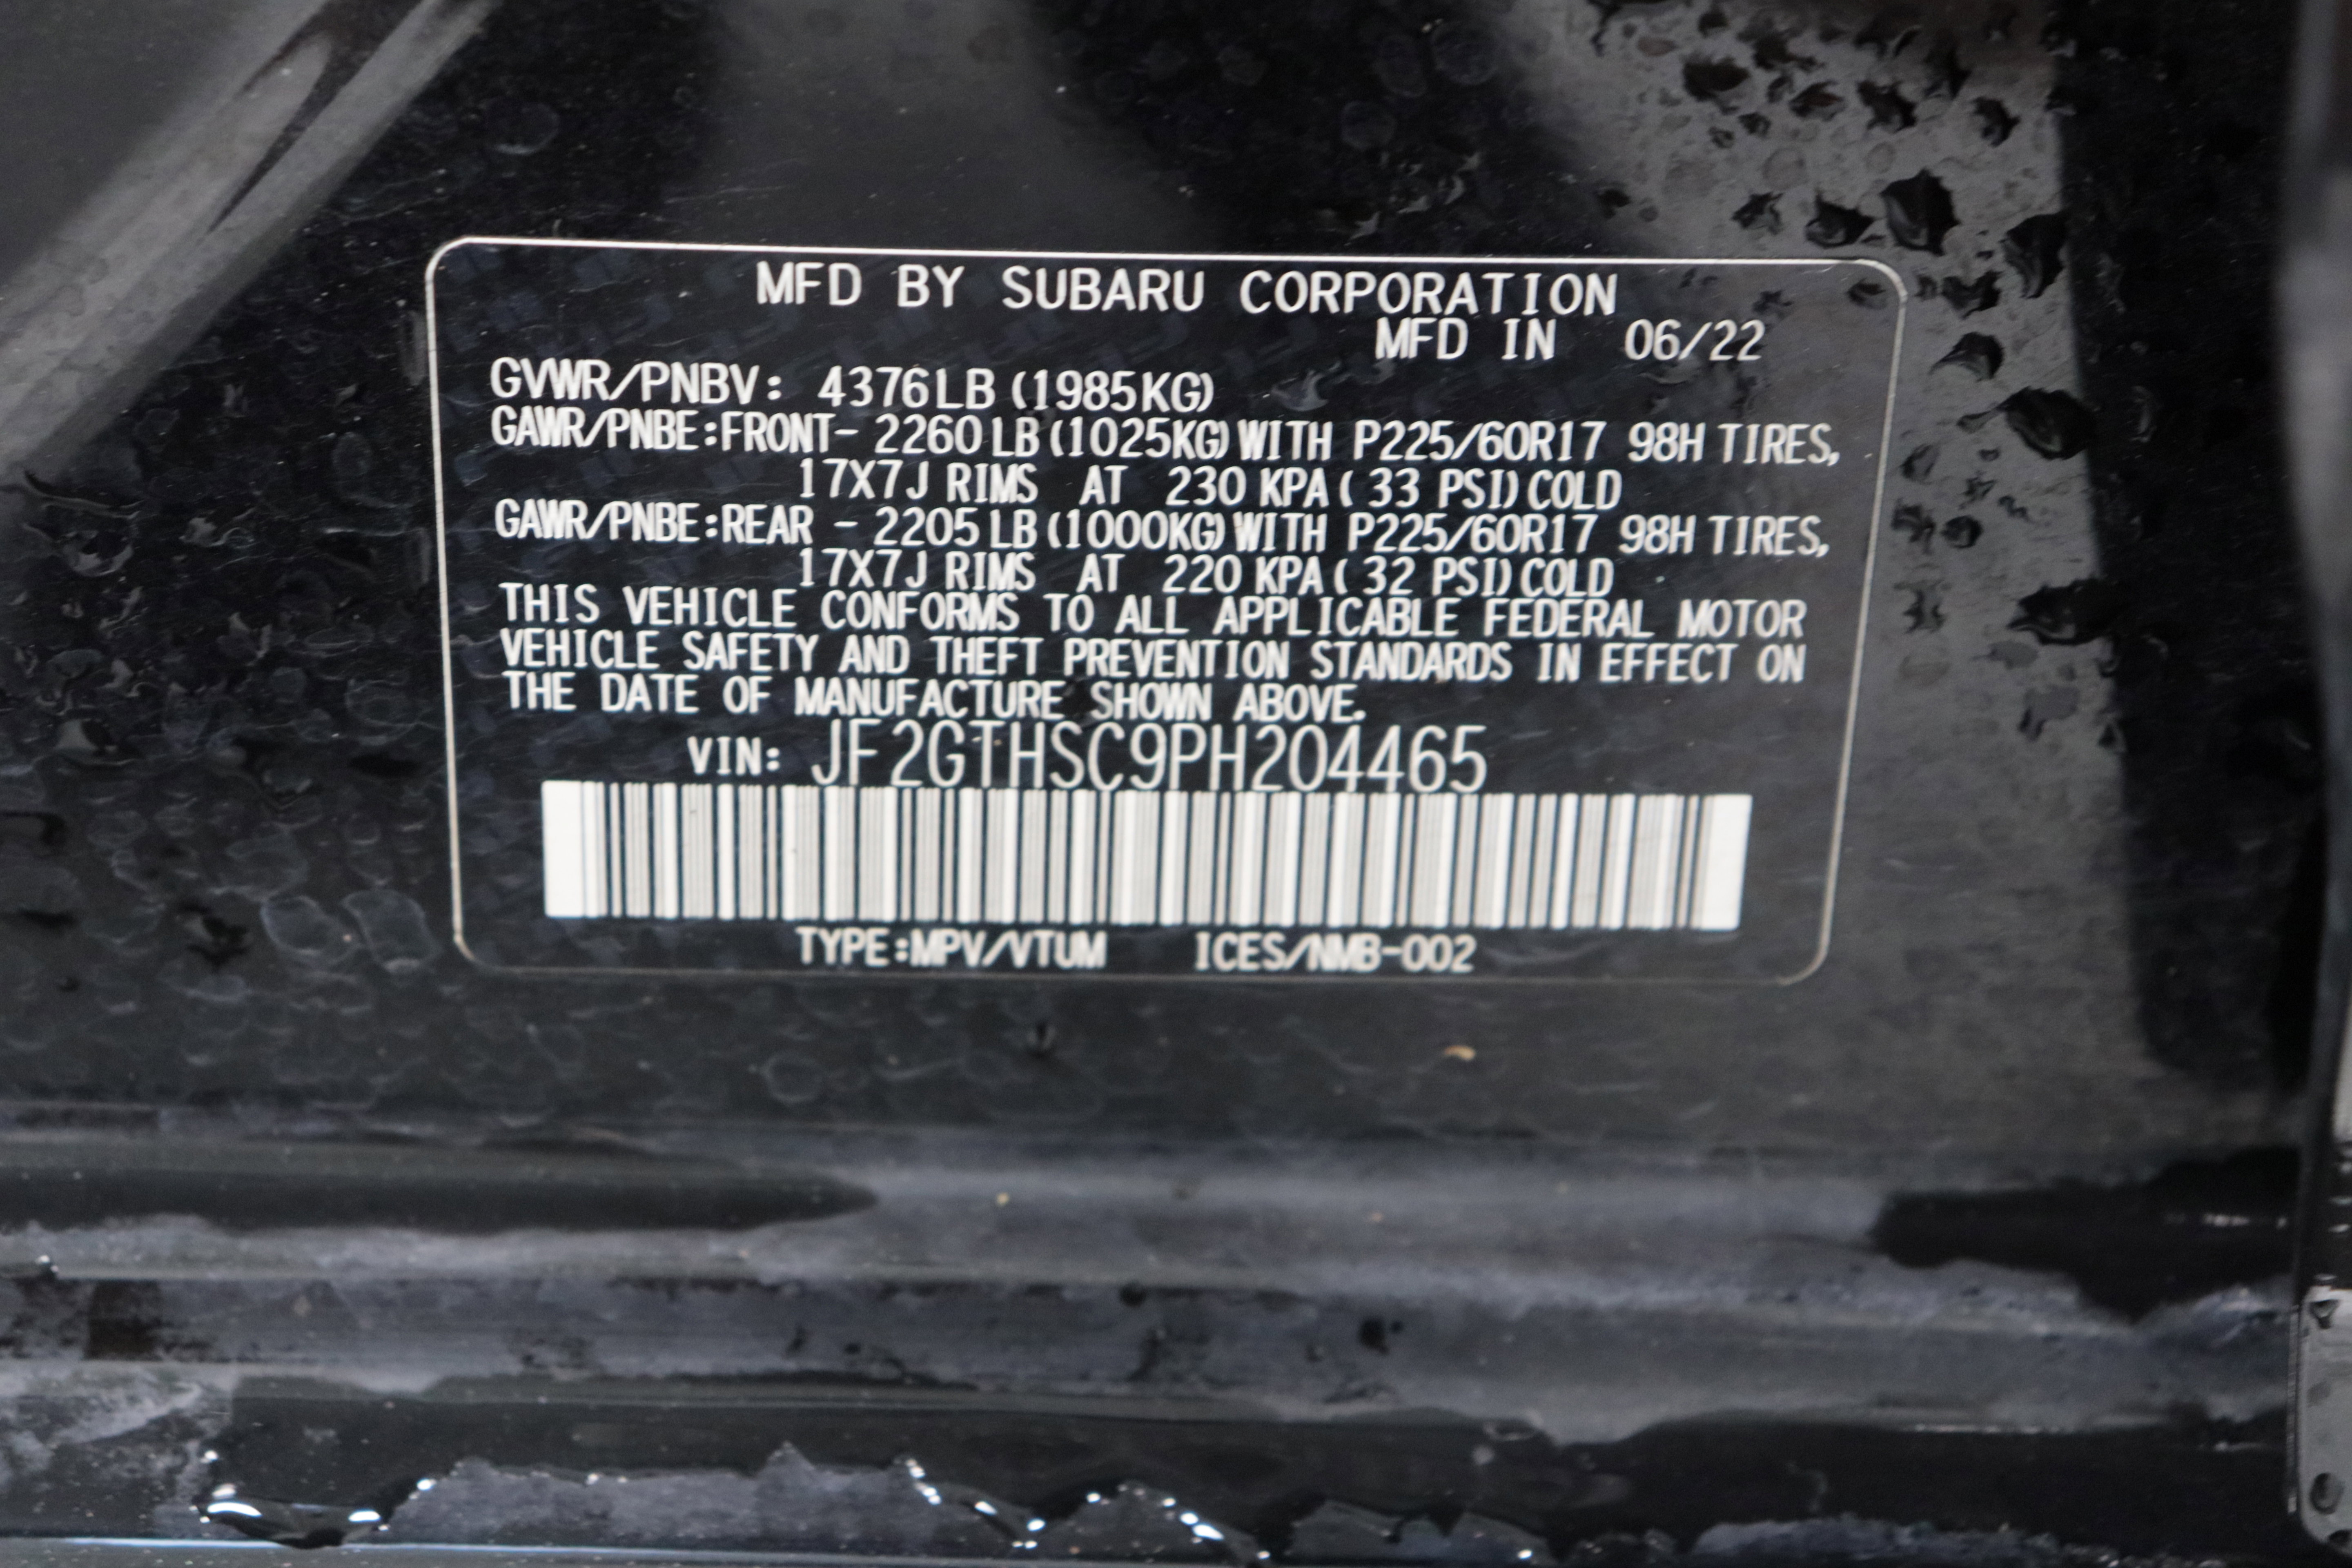 MFD BY SUBARU CORPORATION
MFD IN 06/22
GVWR/PNBV: 4376LB (1985KG)
GAWR/PNBE:FRONT- 2260 LB (1025KG) WITH P225/60R17 98H TIRES,
17X7J RIMS AT 230 KPA ( 33 PSI) COLD
GAWR/PNBE:REAR - 2205 LB (1000KG) WITH P225/60R17 98H TIRES,
17X7J RIMS AT 220 KPA ( 32 PSI) COLD
THIS VEHICLE CONFORMS TO ALL APPLICABLE FEDERAL MOTOR
VEHICLE SAFETY AND THEFT PREVENTION STANDARDS IN EFFECT ON
THE DATE OF MANUFACTURE SHOWN ABOVE.
VIN: JF2GTHSC9PH204465
TYPE:MPV/VTUM ICES/NMB-002